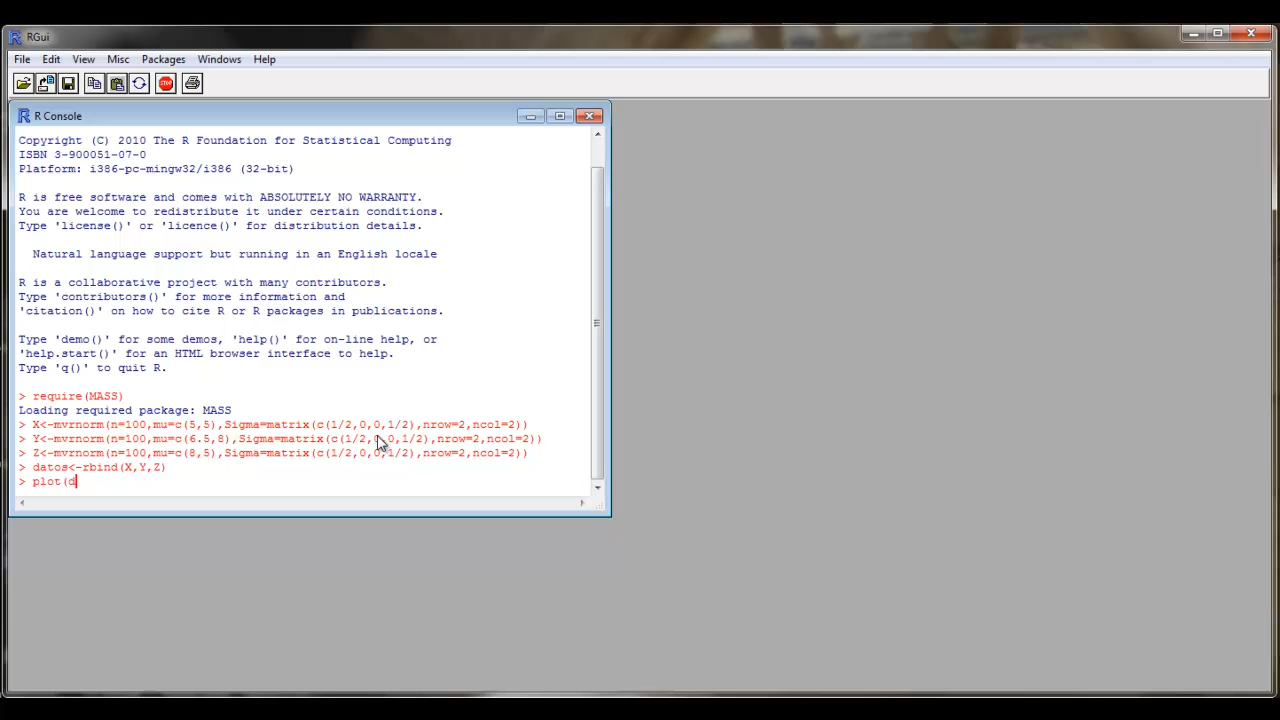 RGui
File Edit View Misc Packages Windows Help
STOP
R Console
Copyright (C) 2010 The R Foundation for Statistical Computing
ISBN 3-900051-07-0
Platform: i386-pc-mingw32/i386 (32-bit)
R is free software and comes with ABSOLUTELY NO WARRANTY.
You are welcome to redistribute it under certain conditions.
Type 'license()' or 'licence()' for distribution details.
Natural language support but running in an English locale
R is a collaborative project with many contributors.
Type 'contributors()' for more information and
'citation()' on how to cite R or R packages in publications.
Type 'demo()' for some demos, 'help()' for on-line help, or
'help.start()' for an HTML browser interface to help.
Type 'q()' to quit R.
> require(MASS)
Loading required package: MASS
> X<-mvrnorm(n=100,mu=c(5,5),Sigma=matrix(c(1/2,0,0,1/2),nrow=2,ncol=2))
> Y<-mvrnorm(n=100,mu=c(6.5,8),Sigma=matrix(c(1/2,0,0,1/2),nrow=2,ncol=2))
> Z<-mvrnorm(n=100,mu=c(8,5),Sigma=matrix(c(1/2,0,0,1/2),nrow=2,ncol=2))
> datos<-rbind(X,Y,Z)
> plot(d